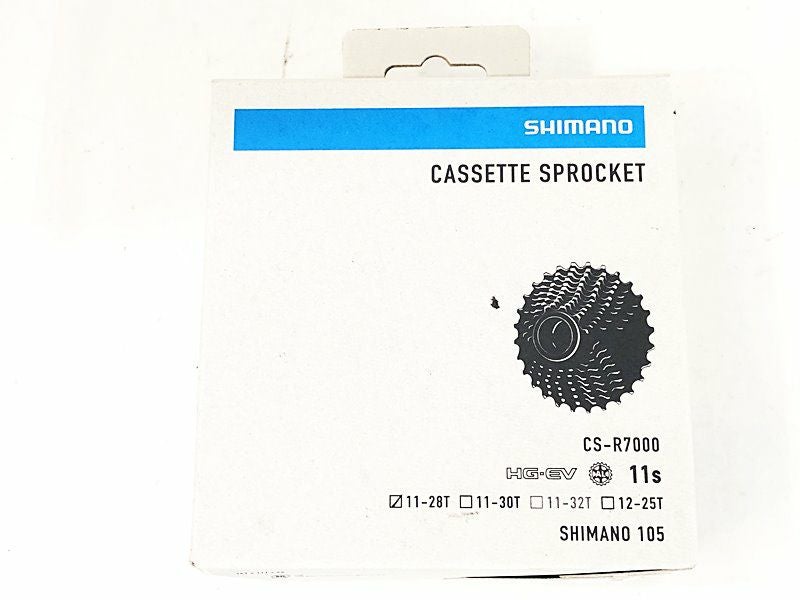 SHIMANO
CASSETTE SPROCKET
CS-R7000
HG-EV 11s
☑11-28T ☐11-30T ☐11-32T ☐12-25T
SHIMANO 105